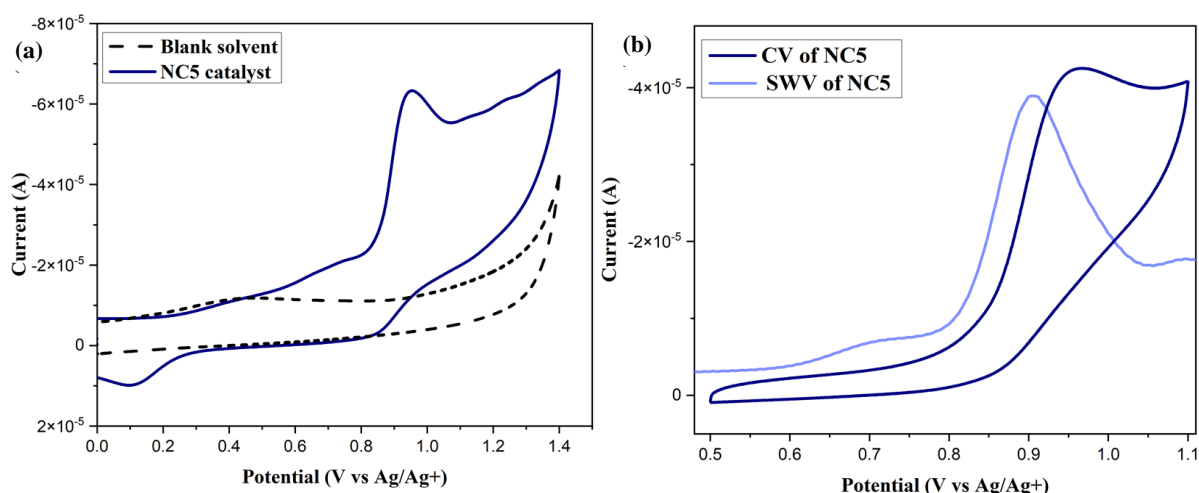 (a)
Blank solvent
NC5 catalyst
Current (A)
-8×10⁻⁵
-6×10⁻⁵
-4×10⁻⁵
-2×10⁻⁵
0
2×10⁻⁵
0.0 0.2 0.4 0.6 0.8 1.0 1.2 1.4
Potential (V vs Ag/Ag+)
(b)
CV of NC5
SWV of NC5
Current (A)
-4×10⁻⁵
-2×10⁻⁵
0
0.5 0.6 0.7 0.8 0.9 1.0 1.1
Potential (V vs Ag/Ag+)